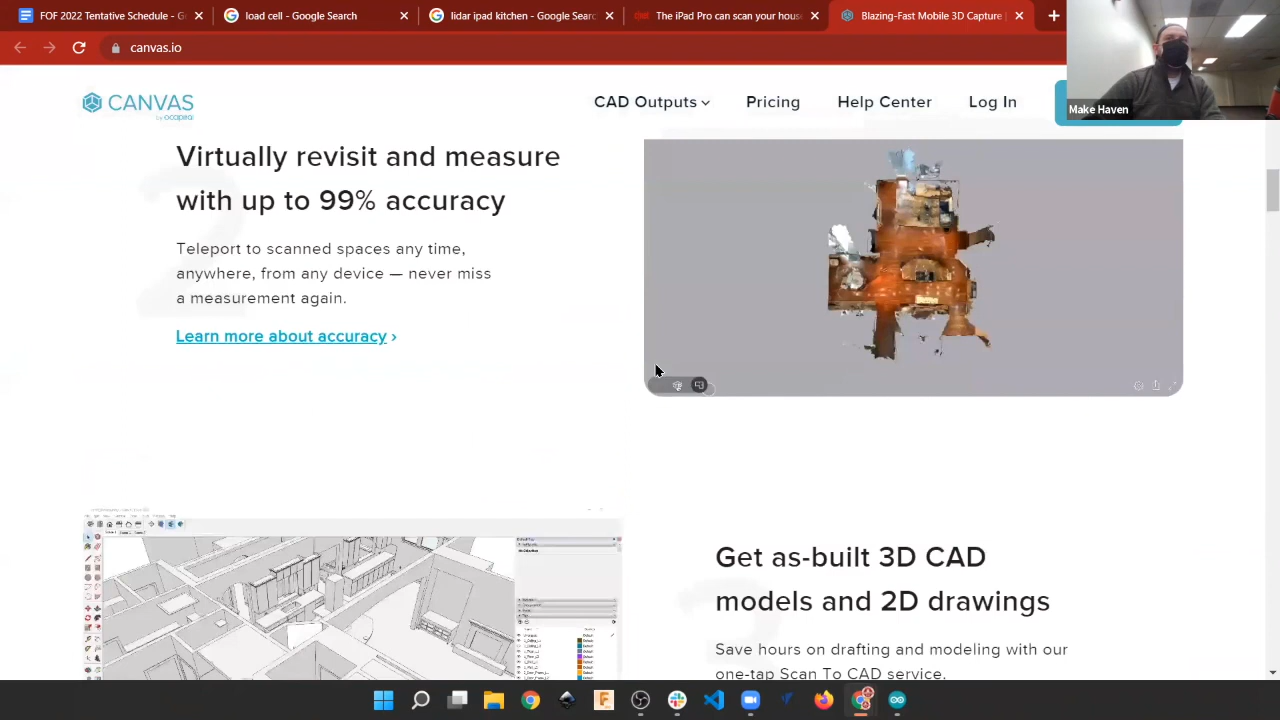 FOF 2022 Tentative Schedule - G
load cell - Google Search
lidar ipad kitchen - Google Searc
The iPad Pro can scan your hous
Blazing-Fast Mobile 3D Capture
canvas.io
Make Haven
CANVAS
by occipital
CAD Outputs
Pricing
Help Center
Log In
Virtually revisit and measure
with up to 99% accuracy
Teleport to scanned spaces any time,
anywhere, from any device — never miss
a measurement again.
Learn more about accuracy ›
Get as-built 3D CAD
models and 2D drawings
Save hours on drafting and modeling with our
one-tap Scan To CAD service.